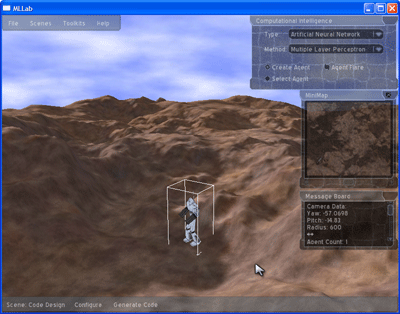 MLLab
File Scenes Toolkits Help
Computational Intelligence
Type: Artificial Neural Network
Method: Multiple Layer Perceptron
Create Agent Agent Place
Select Agent
MiniMap
Message Board
Camera Data:
Yaw: -57.0698
Pitch: -14.83
Radius: 600
Agent Count: 1
Scene: Code Design Configure Generate Code